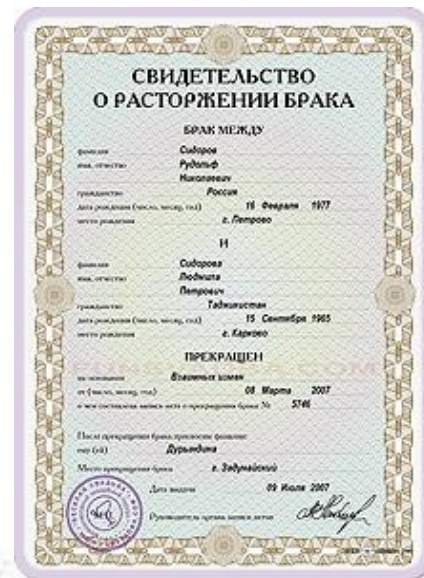 СВИДЕТЕЛЬСТВО
О РАСТОРЖЕНИИ БРАКА
БРАК МЕЖДУ
фамилия Сидоров
имя, отчество Рудольф
Николаевич
гражданство Россия
дата рождения (число, месяц, год) 16 Февраля 1977
место рождения г. Петрово
И
фамилия Сидорова
имя, отчество Людмила
Петрович
гражданство Таджикистан
дата рождения (число, месяц, год) 15 Сентября 1965
место рождения г. Карково
ПРЕКРАЩЕН
на основании Взаимных измен
от (число, месяц, год) 08 Марта 2007
о чем составлена запись акта о прекращении брака № 5746
После прекращения брака присвоены фамилии:
ему (ей) Дурындина
Место прекращения брака г. Задунайский
Дата выдачи 09 Июля 2007
Руководитель органа записи актов